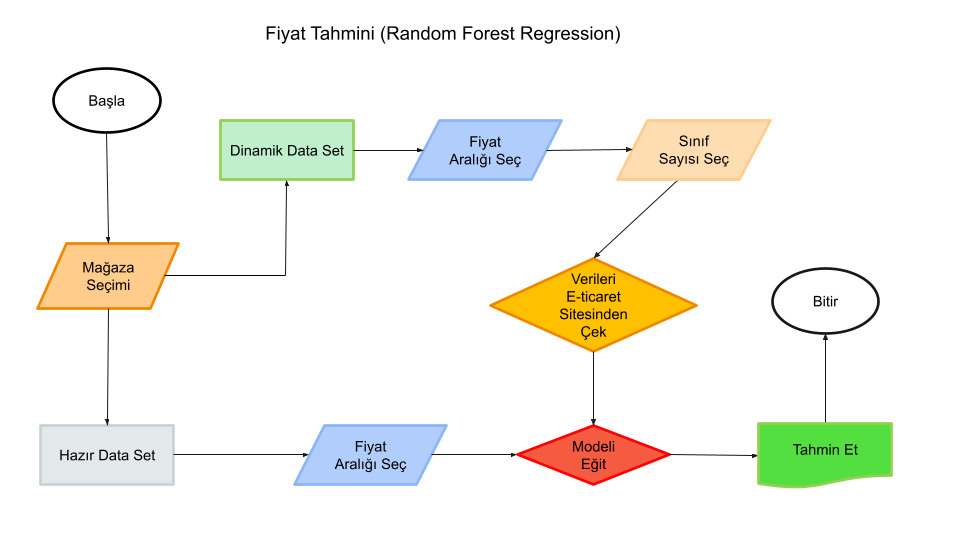 Fiyat Tahmini (Random Forest Regression)
Başla
Dinamik Data Set
Fiyat
Aralığı Seç
Sınıf
Sayısı Seç
Mağaza
Seçimi
Verileri
E-ticaret
Sitesinden
Çek
Bitir
Hazır Data Set
Fiyat
Aralığı Seç
Modeli
Eğit
Tahmin Et